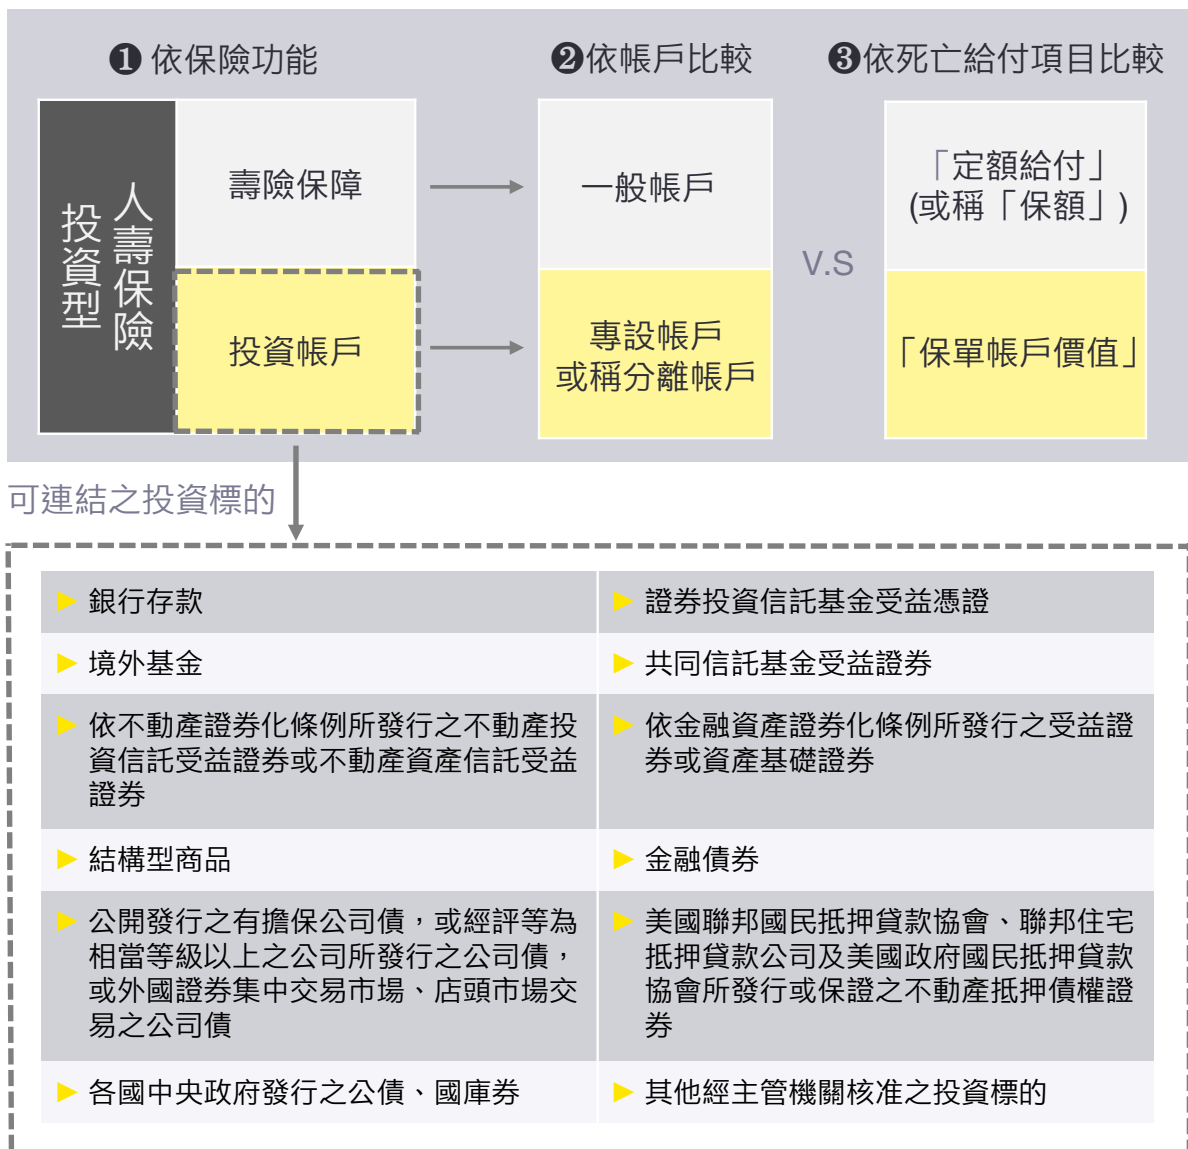 ❶ 依保險功能
❷依帳戶比較
❸依死亡給付項目比較
投資型
人壽保險
壽險保障
一般帳戶
「定額給付」
(或稱「保額」)
V.S
投資帳戶
專設帳戶
或稱分離帳戶
「保單帳戶價值」
可連結之投資標的
銀行存款
證券投資信託基金受益憑證
境外基金
共同信託基金受益證券
依不動產證券化條例所發行之不動產投
資信託受益證券或不動產資產信託受益
證券
依金融資產證券化條例所發行之受益證
券或資產基礎證券
結構型商品
金融債券
公開發行之有擔保公司債，或經評等為
相當等級以上之公司所發行之公司債，
或外國證券集中交易市場、店頭市場交
易之公司債
美國聯邦國民抵押貸款協會、聯邦住宅
抵押貸款公司及美國政府國民抵押貸款
協會所發行或保證之不動產抵押債權證
券
各國中央政府發行之公債、國庫券
其他經主管機關核准之投資標的